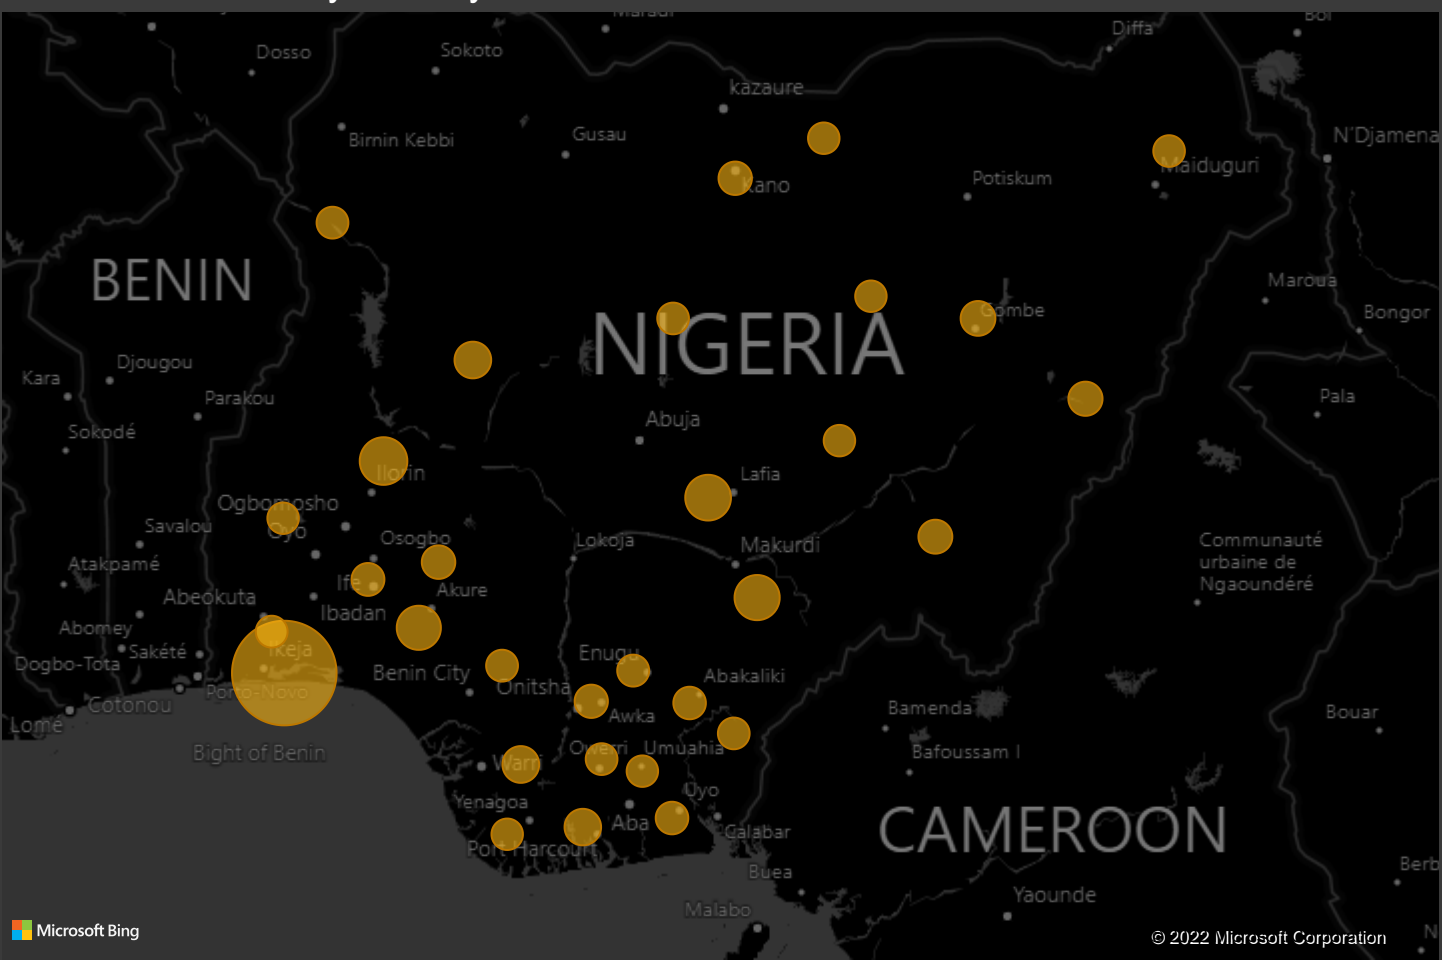 Maradi
Bol
Diffa
Dosso
Sokoto
kazaure
Birnin Kebbi
Gusau
N'Djamena
Kano
Potiskum
Maiduguri
BENIN
Maroua
NIGERIA
Gombe
Bongor
Djougou
Kara
Parakou
Pala
Sokodé
Abuja
Ilorin
Lafia
Ogbomosho
Oyo
Savalou
Osogbo
Lokoja
Makurdi
Communauté
urbaine de
Ngaoundéré
Atakpamé
Ife
Akure
Abeokuta
Ibadan
Abomey
Ikeja
Sakété
Enugu
Dogbo-Tota
Benin City
Onitsha
Abakaliki
Porto-Novo
Cotonou
Awka
Bamenda
Bouar
Lomé
Bight of Benin
Owerri
Umuahia
Bafoussam
Warri
Uyo
Yenagoa
Aba
Calabar
CAMEROON
Port Harcourt
Buea
Berb
Yaounde
Malabo
Microsoft Bing
N
© 2022 Microsoft Corporation